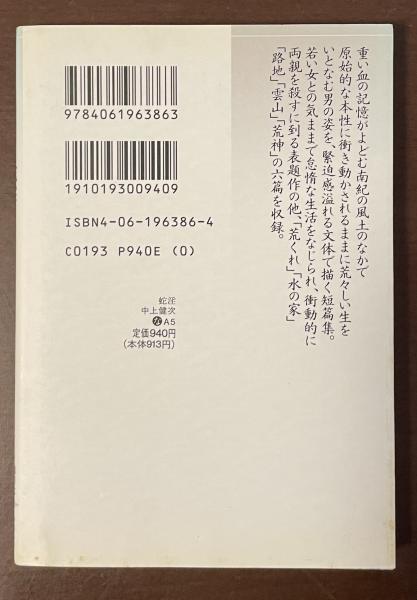 重い血の記憶がよどむ南紀の風土のなかで
原始的な本性に衝き動かされるままに荒々しい生を
いとなむ男の姿を、緊迫感溢れる文体で描く短篇集。
若い女との気ままで怠惰な生活をなじられ、衝動的に
両親を殺すに到る表題作の他、「荒くれ」「水の家」
「路地」「雲山」「荒神」の六篇を収録。
9784061963863
1910193009409
ISBN4-06-196386-4
C0193 P940E (0)
蛇淫
中上健次
なA5
定価940円
(本体913円)